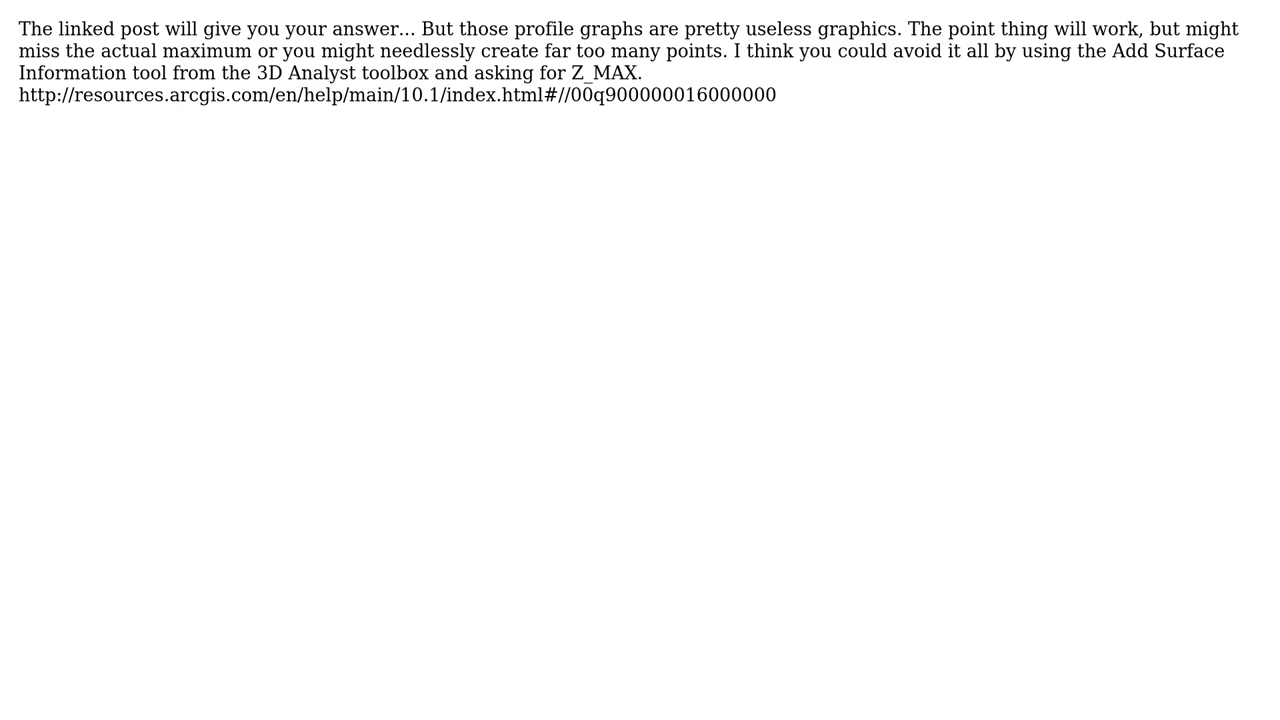 The linked post will give you your answer... But those profile graphs are pretty useless graphics. The point thing will work, but might
miss the actual maximum or you might needlessly create far too many points. I think you could avoid it all by using the Add Surface
Information tool from the 3D Analyst toolbox and asking for Z_MAX.
http://resources.arcgis.com/en/help/main/10.1/index.html#//00q900000016000000